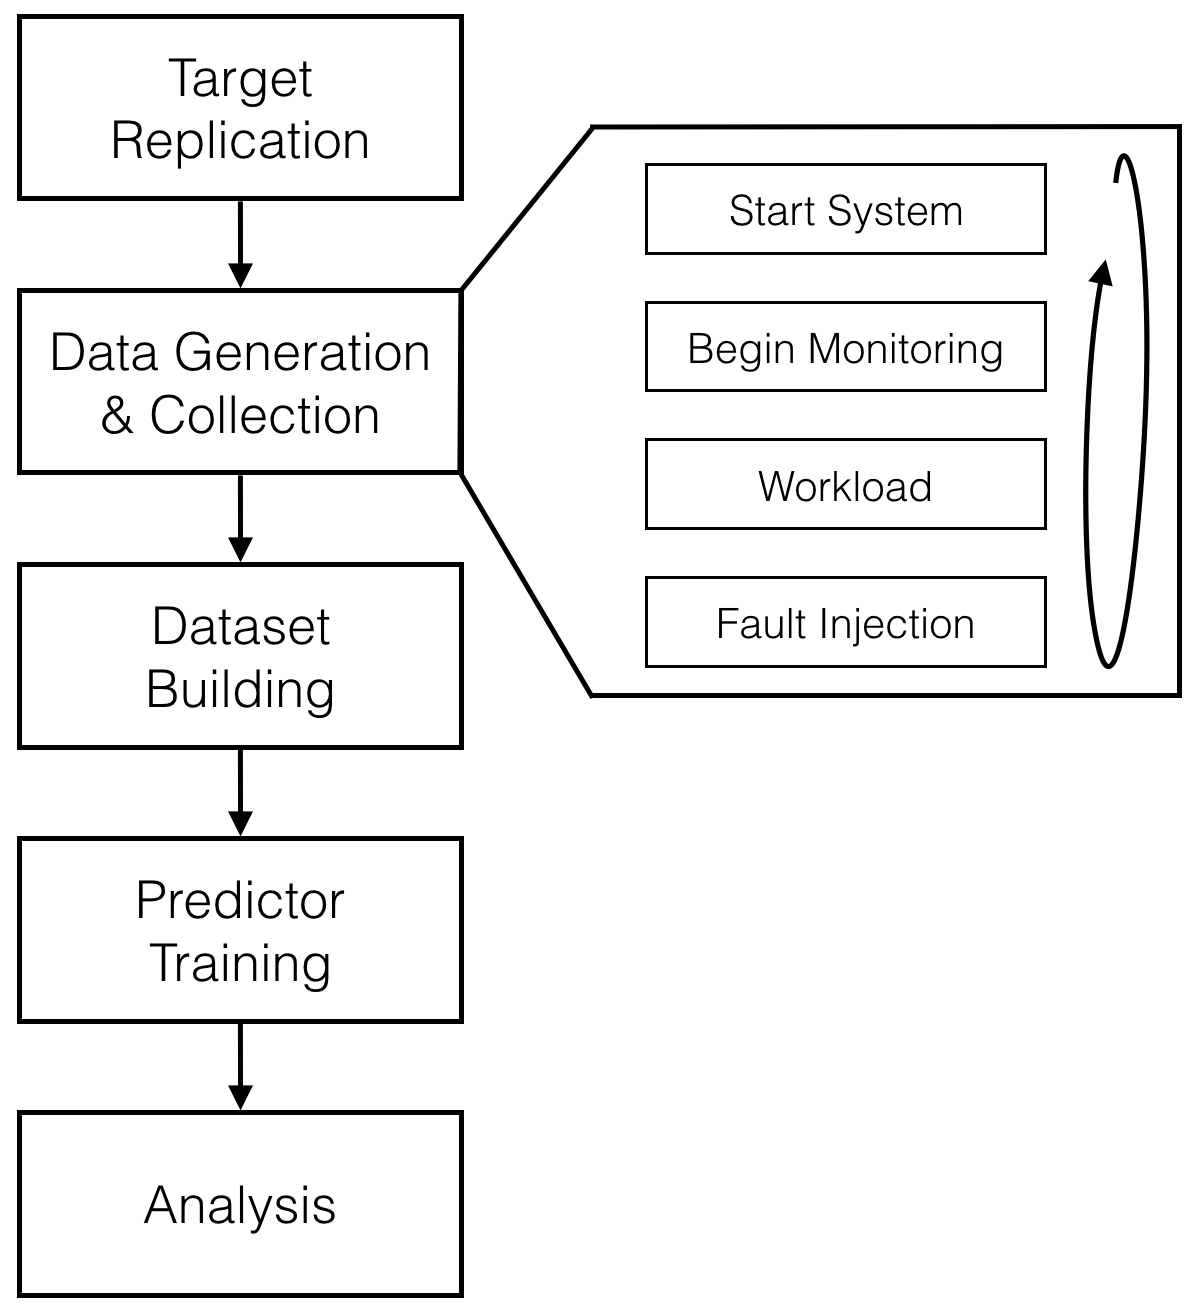 Target
Replication
Data Generation
& Collection
Start System
Begin Monitoring
Workload
Fault Injection
Dataset
Building
Predictor
Training
Analysis